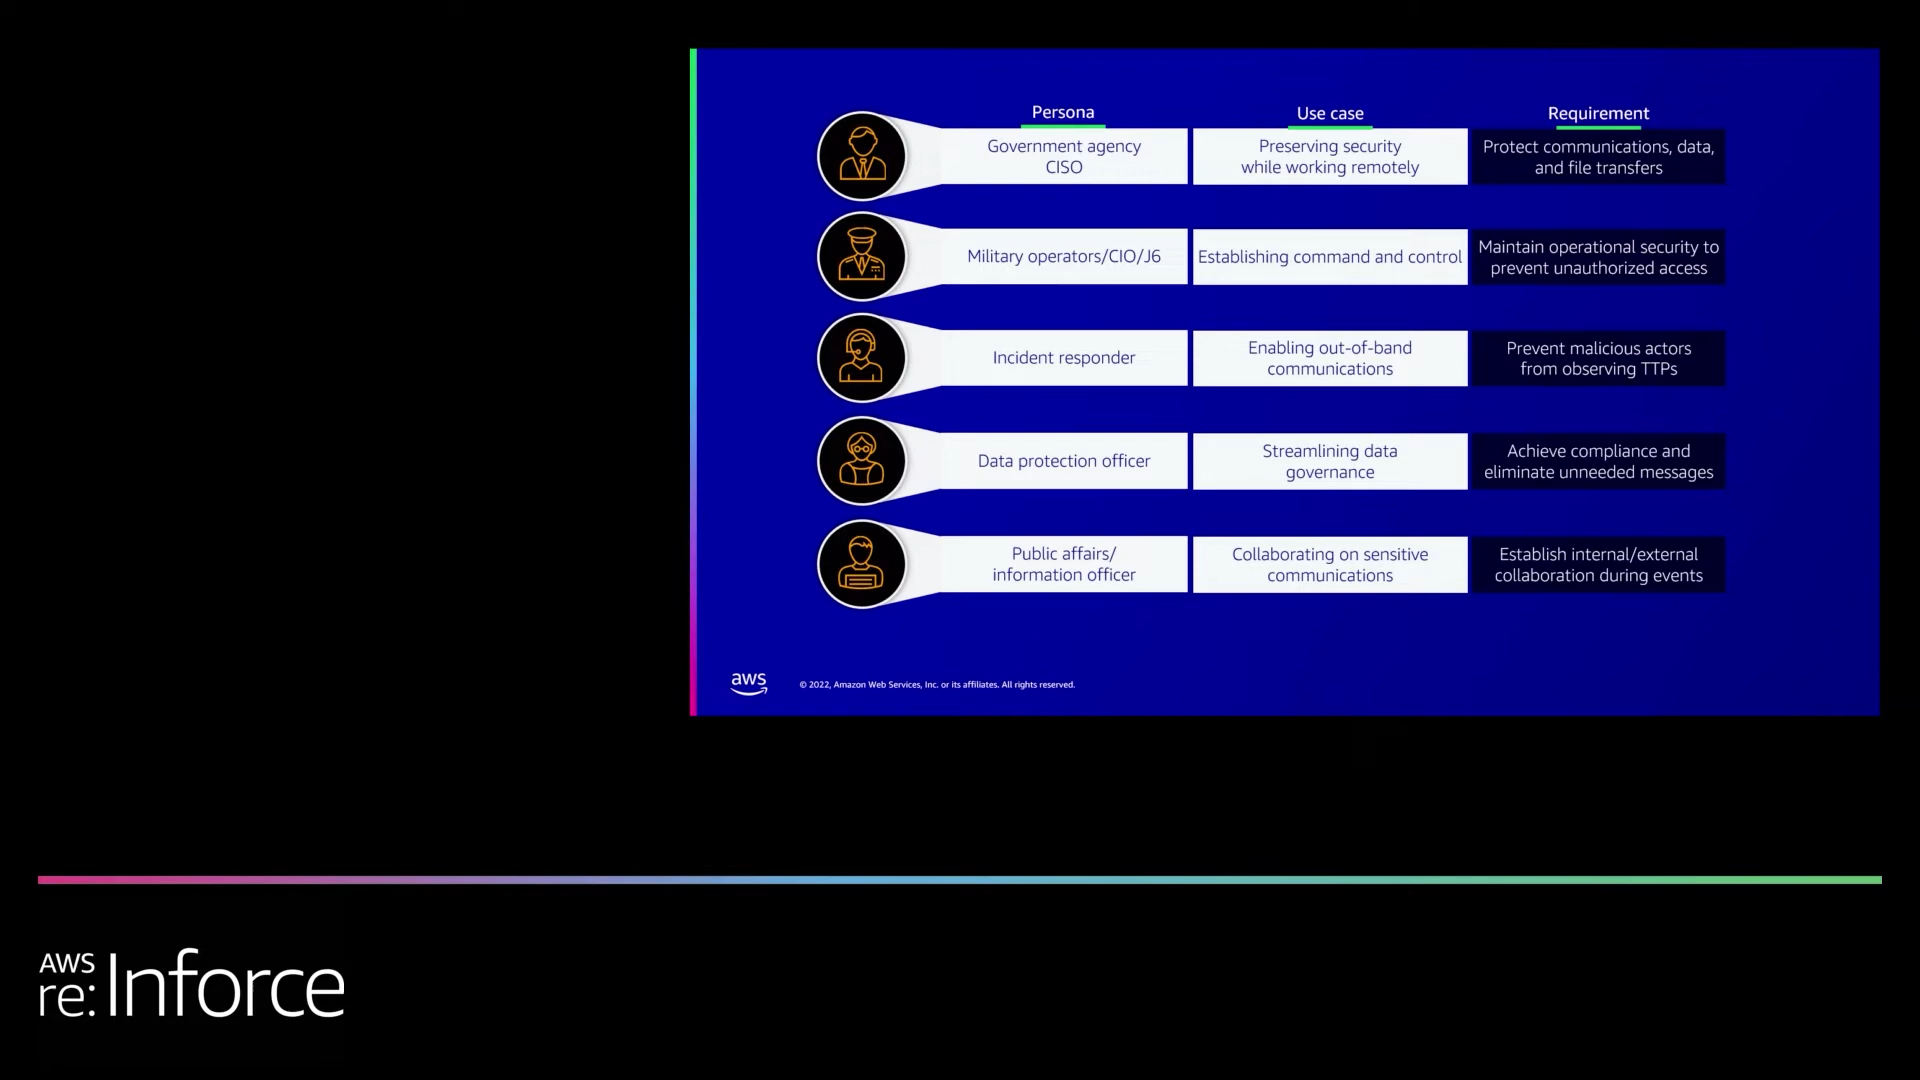 Persona
Use case
Requirement
Government agency
CISO
Preserving security
while working remotely
Protect communications, data,
and file transfers
Military operators/CIO/J6
Establishing command and control
Maintain operational security to
prevent unauthorized access
Incident responder
Enabling out-of-band
communications
Prevent malicious actors
from observing TTPs
Data protection officer
Streamlining data
governance
Achieve compliance and
eliminate unneeded messages
Public affairs/
information officer
Collaborating on sensitive
communications
Establish internal/external
collaboration during events
aws
© 2022, Amazon Web Services, Inc. or its affiliates. All rights reserved.
AWS
re:Inforce